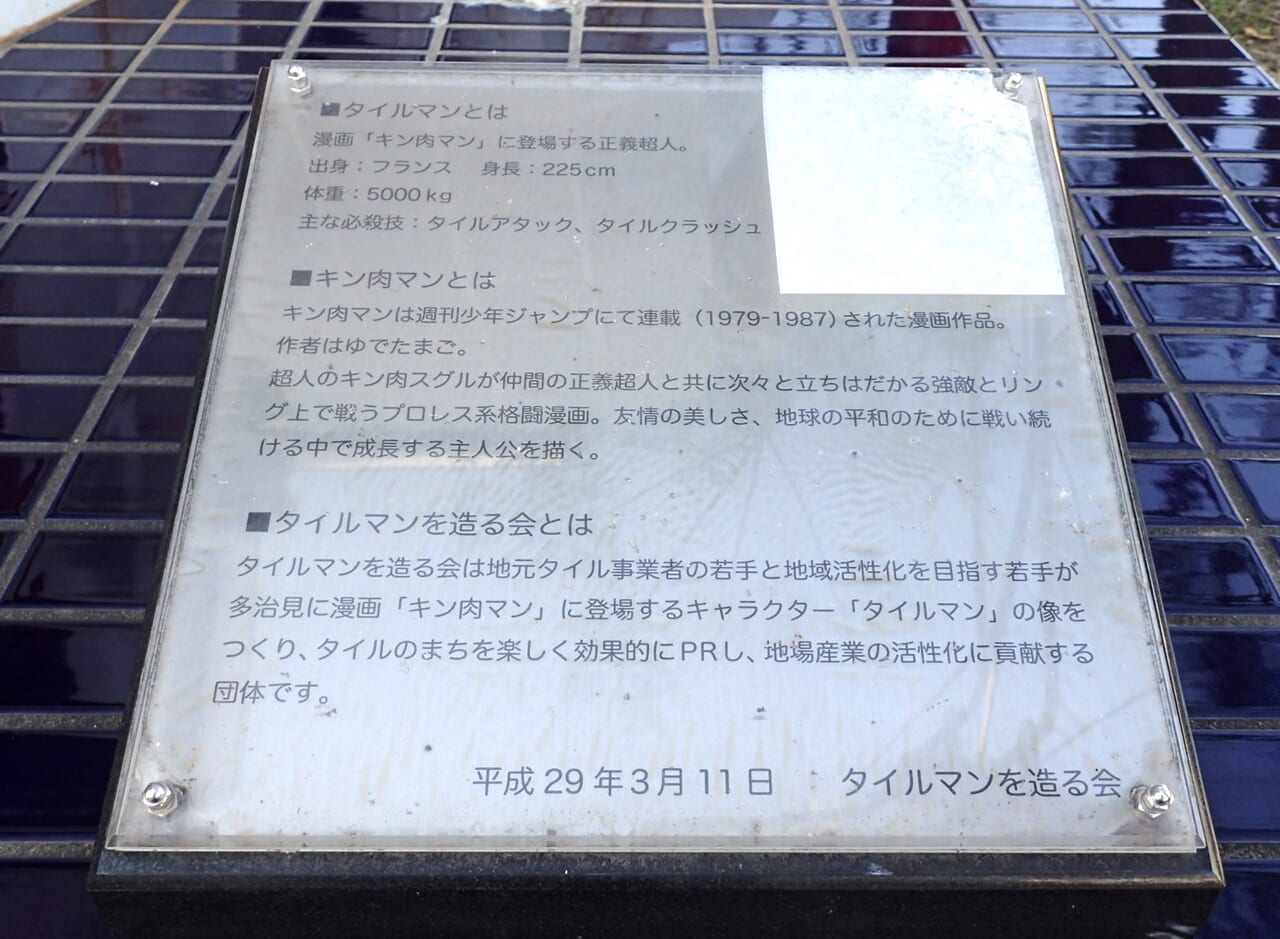 ■タイルマンとは
漫画「キン肉マン」に登場する正義超人。
出身：フランス　身長：225cm
体重：5000kg
主な必殺技：タイルアタック、タイルクラッシュ
■キン肉マンとは
キン肉マンは週刊少年ジャンプにて連載（1979-1987）された漫画作品。
作者はゆでたまご。
超人のキン肉スグルが仲間の正義超人と共に次々と立ちはだかる強敵とリン
グ上で戦うプロレス系格闘漫画。友情の美しさ、地球の平和のために戦い続
ける中で成長する主人公を描く。
■タイルマンを造る会とは
タイルマンを造る会は地元タイル事業者の若手と地域活性化を目指す若手が
多治見に漫画「キン肉マン」に登場するキャラクター「タイルマン」の像を
つくり、タイルのまちを楽しく効果的にPRし、地場産業の活性化に貢献する
団体です。
平成29年3月11日　　タイルマンを造る会